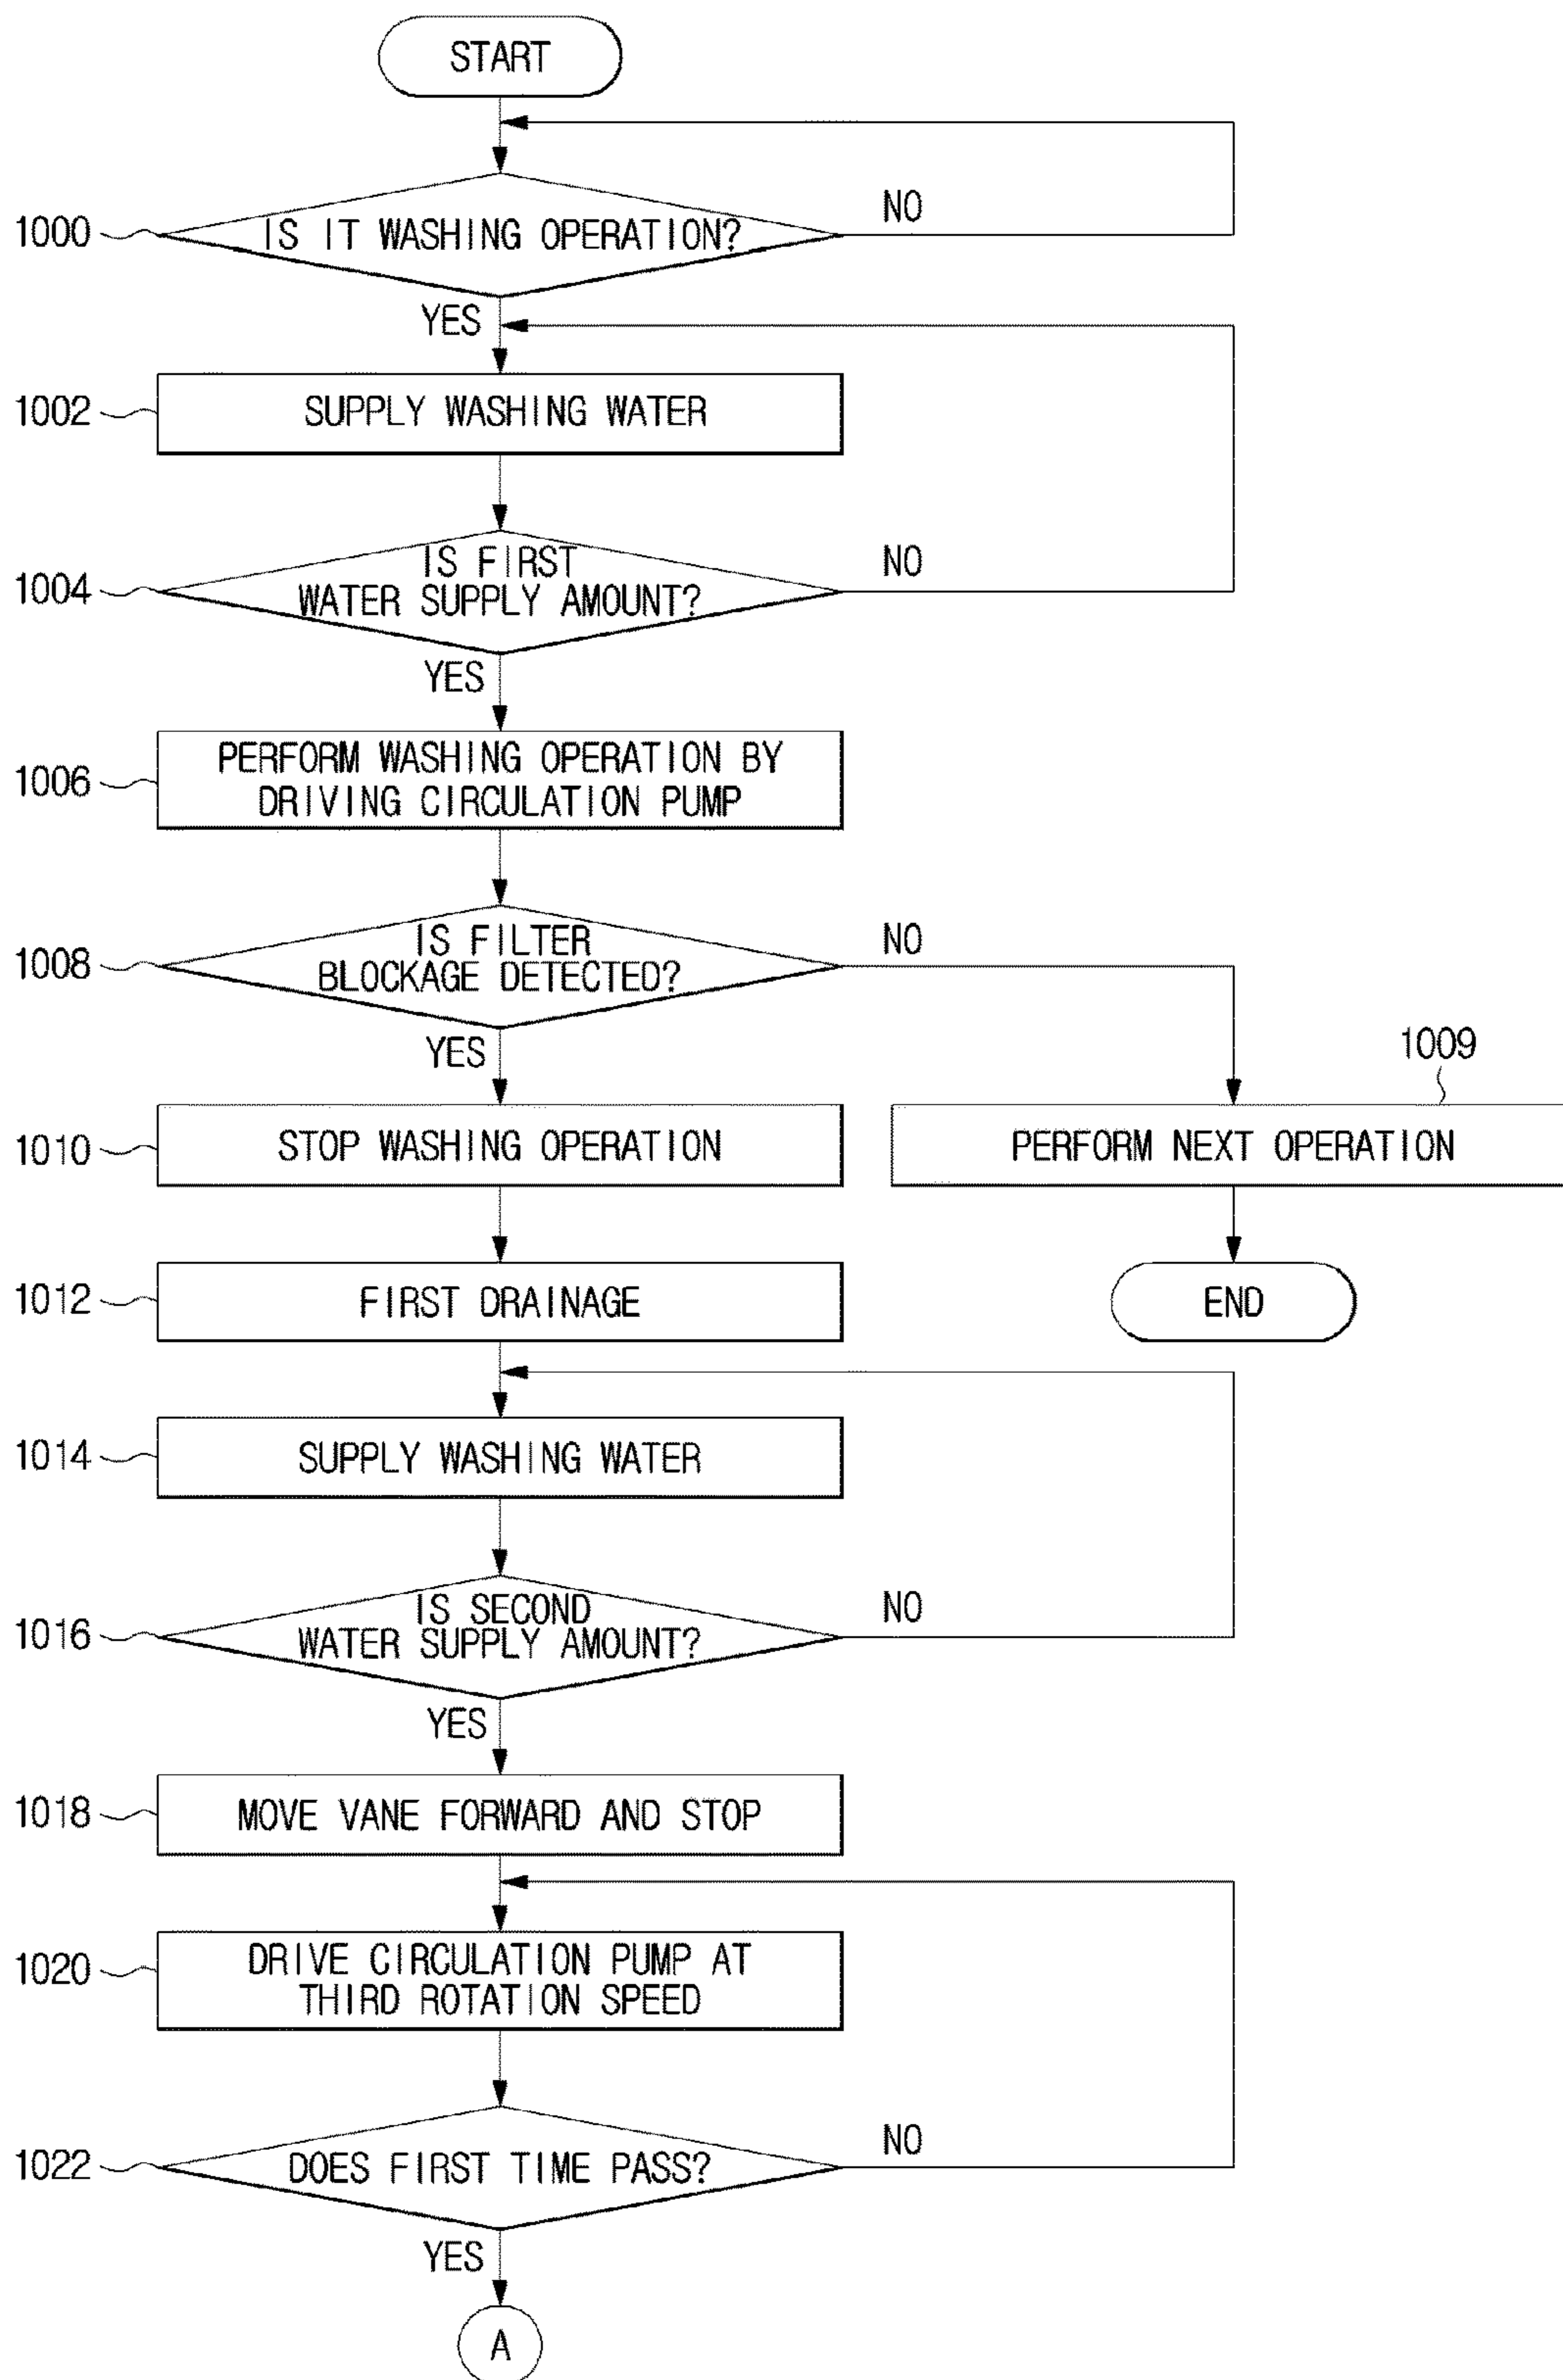 START
NO
1000
IS IT WASHING OPERATION?
YES
1002
SUPPLY WASHING WATER
NO
1004
IS FIRST
WATER SUPPLY AMOUNT?
YES
1006
PERFORM WASHING OPERATION BY
DRIVING CIRCULATION PUMP
NO
1008
IS FILTER
BLOCKAGE DETECTED?
YES
1009
1010
STOP WASHING OPERATION
PERFORM NEXT OPERATION
1012
FIRST DRAINAGE
END
1014
SUPPLY WASHING WATER
NO
1016
IS SECOND
WATER SUPPLY AMOUNT?
YES
1018
MOVE VANE FORWARD AND STOP
1020
DRIVE CIRCULATION PUMP AT
THIRD ROTATION SPEED
NO
1022
DOES FIRST TIME PASS?
YES
A